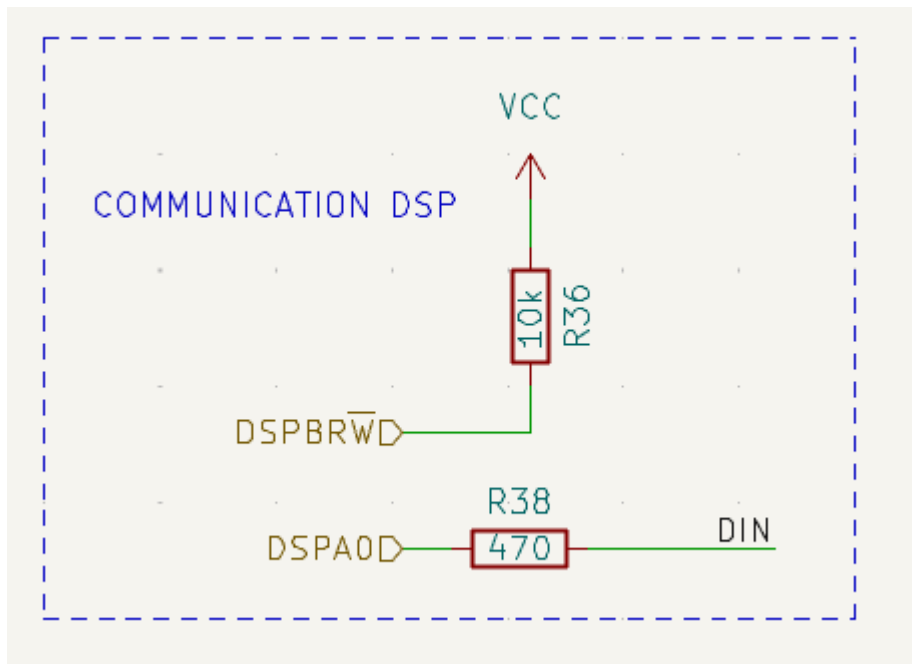 VCC
COMMUNICATION DSP
10k
R36
DSPBRW̅
R38
DSPA0
470
DIN